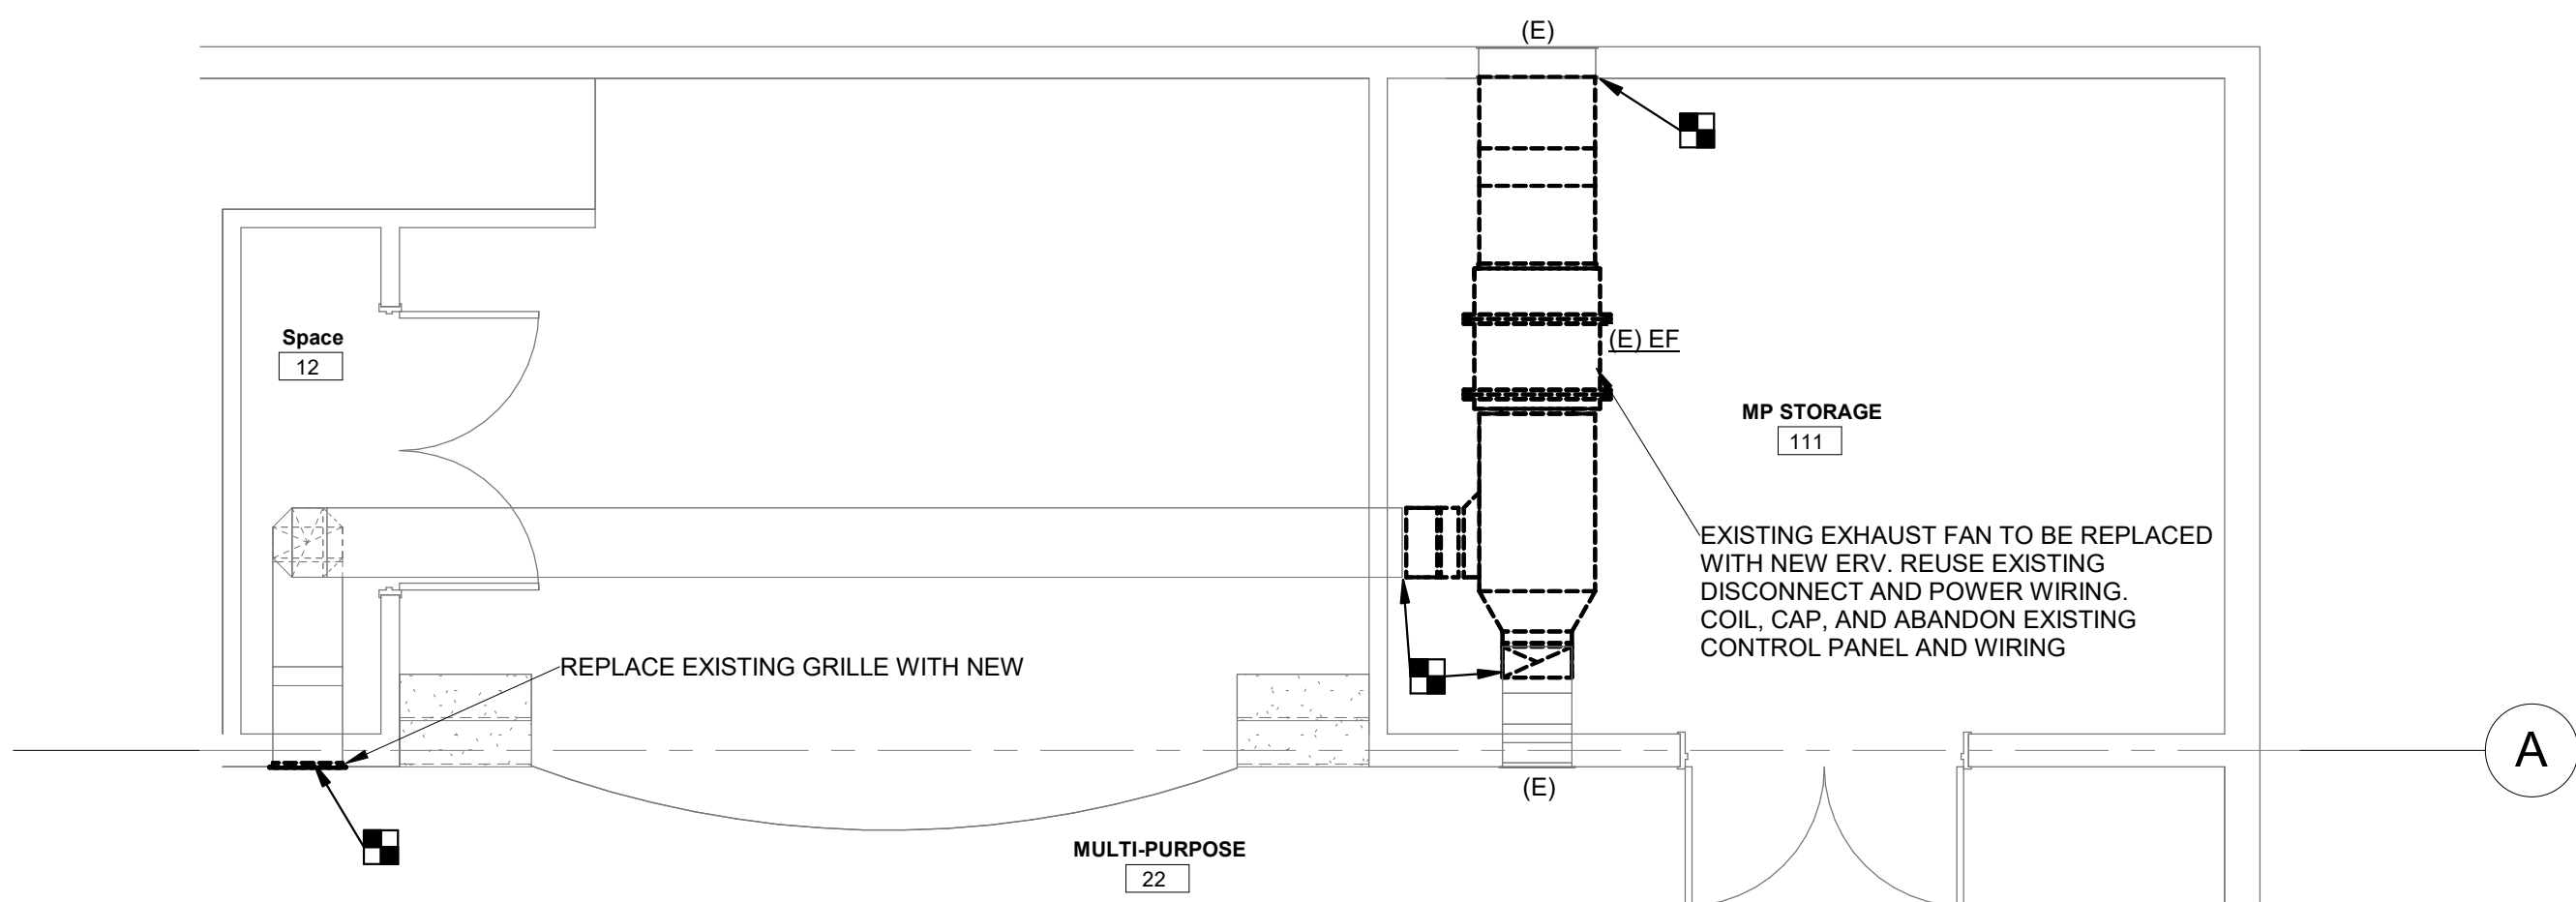 (E)
Space
12
(E) EF
MP STORAGE
111
EXISTING EXHAUST FAN TO BE REPLACED
WITH NEW ERV. REUSE EXISTING
DISCONNECT AND POWER WIRING.
COIL, CAP, AND ABANDON EXISTING
CONTROL PANEL AND WIRING
REPLACE EXISTING GRILLE WITH NEW
A
(E)
MULTI-PURPOSE
22